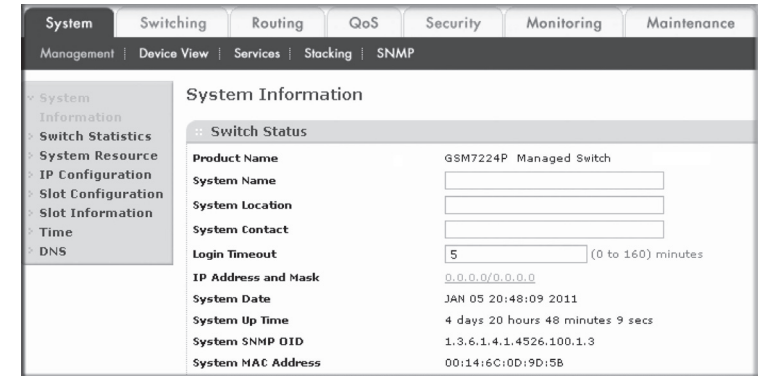 System Switching Routing QoS Security Monitoring Maintenance
Management | Device View | Services | Stacking | SNMP
System Information
Switch Statistics
System Resource
IP Configuration
Slot Configuration
Slot Information
Time
DNS
System Information
Switch Status
Product Name GSM7224P Managed Switch
System Name
System Location
System Contact
Login Timeout 5 (0 to 160) minutes
IP Address and Mask 0.0.0.0/0.0.0.0
System Date JAN 05 20:48:09 2011
System Up Time 4 days 20 hours 48 minutes 9 secs
System SNMP OID 1.3.6.1.4.1.4526.100.1.3
System MAC Address 00:14:6C:0D:9D:5B